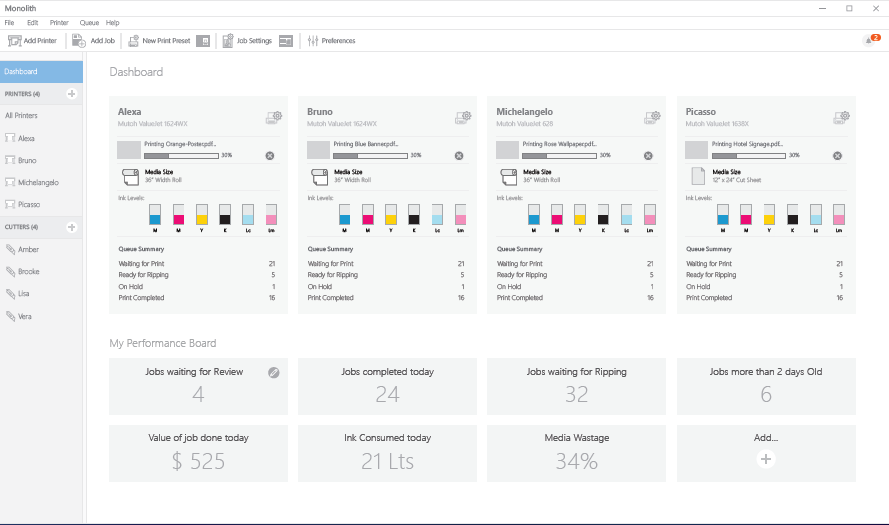 Monolith
File Edit Printer Queue Help
Add Printer Add Job New Print Preset Job Settings Preferences 2
Dashboard
PRINTERS (4)
All Printers
Alexa
Bruno
Michelangelo
Picasso
CUTTERS (4)
Amber
Brooke
Lisa
Vera
Dashboard
Alexa
Mutoh ValueJet 1624WX
Printing Orange-Poster.pdf...
30%
Media Size
36" Width Roll
Ink Levels:
M M Y K Lc Lm
Queue Summary
Waiting for Print 21
Ready for Ripping 5
On Hold 1
Print Completed 16
Bruno
Mutoh ValueJet 1624WX
Printing Blue Banner.pdf...
30%
Media Size
36" Width Roll
Ink Levels:
M M Y K Lc Lm
Queue Summary
Waiting for Print 21
Ready for Ripping 5
On Hold 1
Print Completed 16
Michelangelo
Mutoh ValueJet 628
Printing Rose Wallpaper.pdf...
30%
Media Size
36" Width Roll
Ink Levels:
M M Y K Lc Lm
Queue Summary
Waiting for Print 21
Ready for Ripping 5
On Hold 1
Print Completed 16
Picasso
Mutoh ValueJet 1638X
Printing Hotel Signage.pdf...
30%
Media Size
12" x 24" Cut Sheet
Ink Levels:
M M Y K Lc Lm
Queue Summary
Waiting for Print 21
Ready for Ripping 5
On Hold 1
Print Completed 16
My Performance Board
Jobs waiting for Review
4
Jobs completed today
24
Jobs waiting for Ripping
32
Jobs more than 2 days Old
6
Value of job done today
$ 525
Ink Consumed today
21 Lts
Media Wastage
34%
Add...